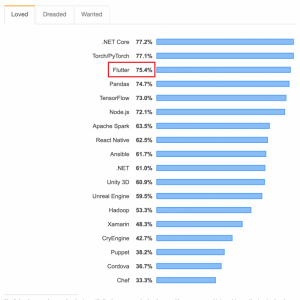 Loved Dreaded Wanted
.NET Core 77.2%
Torch/PyTorch 77.1%
Flutter 75.4%
Pandas 74.7%
TensorFlow 73.0%
Node.js 72.1%
Apache Spark 63.5%
React Native 62.5%
Ansible 61.7%
.NET 61.0%
Unity 3D 60.9%
Unreal Engine 59.5%
Hadoop 53.3%
Xamarin 48.3%
CryEngine 42.7%
Puppet 38.2%
Cordova 36.7%
Chef 33.3%